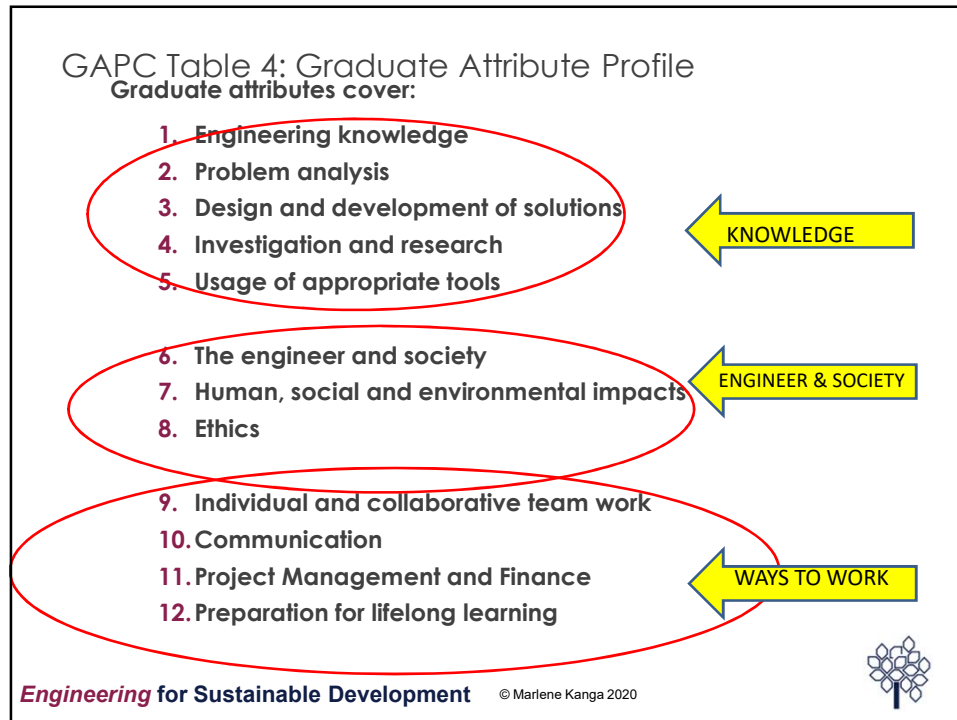 GAPC Table 4: Graduate Attribute Profile
Graduate attributes cover:
1. Engineering knowledge
2. Problem analysis
3. Design and development of solutions
4. Investigation and research
5. Usage of appropriate tools
KNOWLEDGE
6. The engineer and society
7. Human, social and environmental impacts
8. Ethics
ENGINEER & SOCIETY
9. Individual and collaborative team work
10. Communication
11. Project Management and Finance
12. Preparation for lifelong learning
WAYS TO WORK
Engineering for Sustainable Development © Marlene Kanga 2020